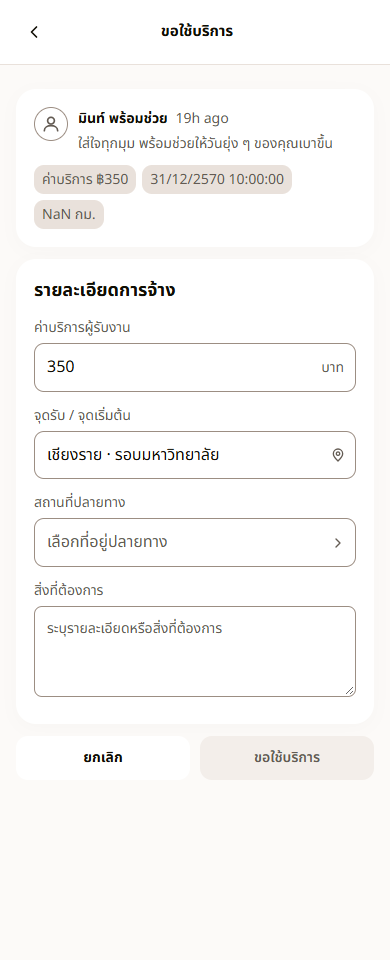 ขอใช้บริการ
มินท์ พร้อมช่วย 19h ago
ใส่ใจทุกมุม พร้อมช่วยให้วันยุ่ง ๆ ของคุณเบาขึ้น
ค่าบริการ ฿350 31/12/2570 10:00:00
NaN กม.
รายละเอียดการจ้าง
ค่าบริการผู้รับงาน
350 บาท
จุดรับ / จุดเริ่มต้น
เชียงราย · รอบมหาวิทยาลัย
สถานที่ปลายทาง
เลือกที่อยู่ปลายทาง
สิ่งที่ต้องการ
ระบุรายละเอียดหรือสิ่งที่ต้องการ
ยกเลิก ขอใช้บริการ